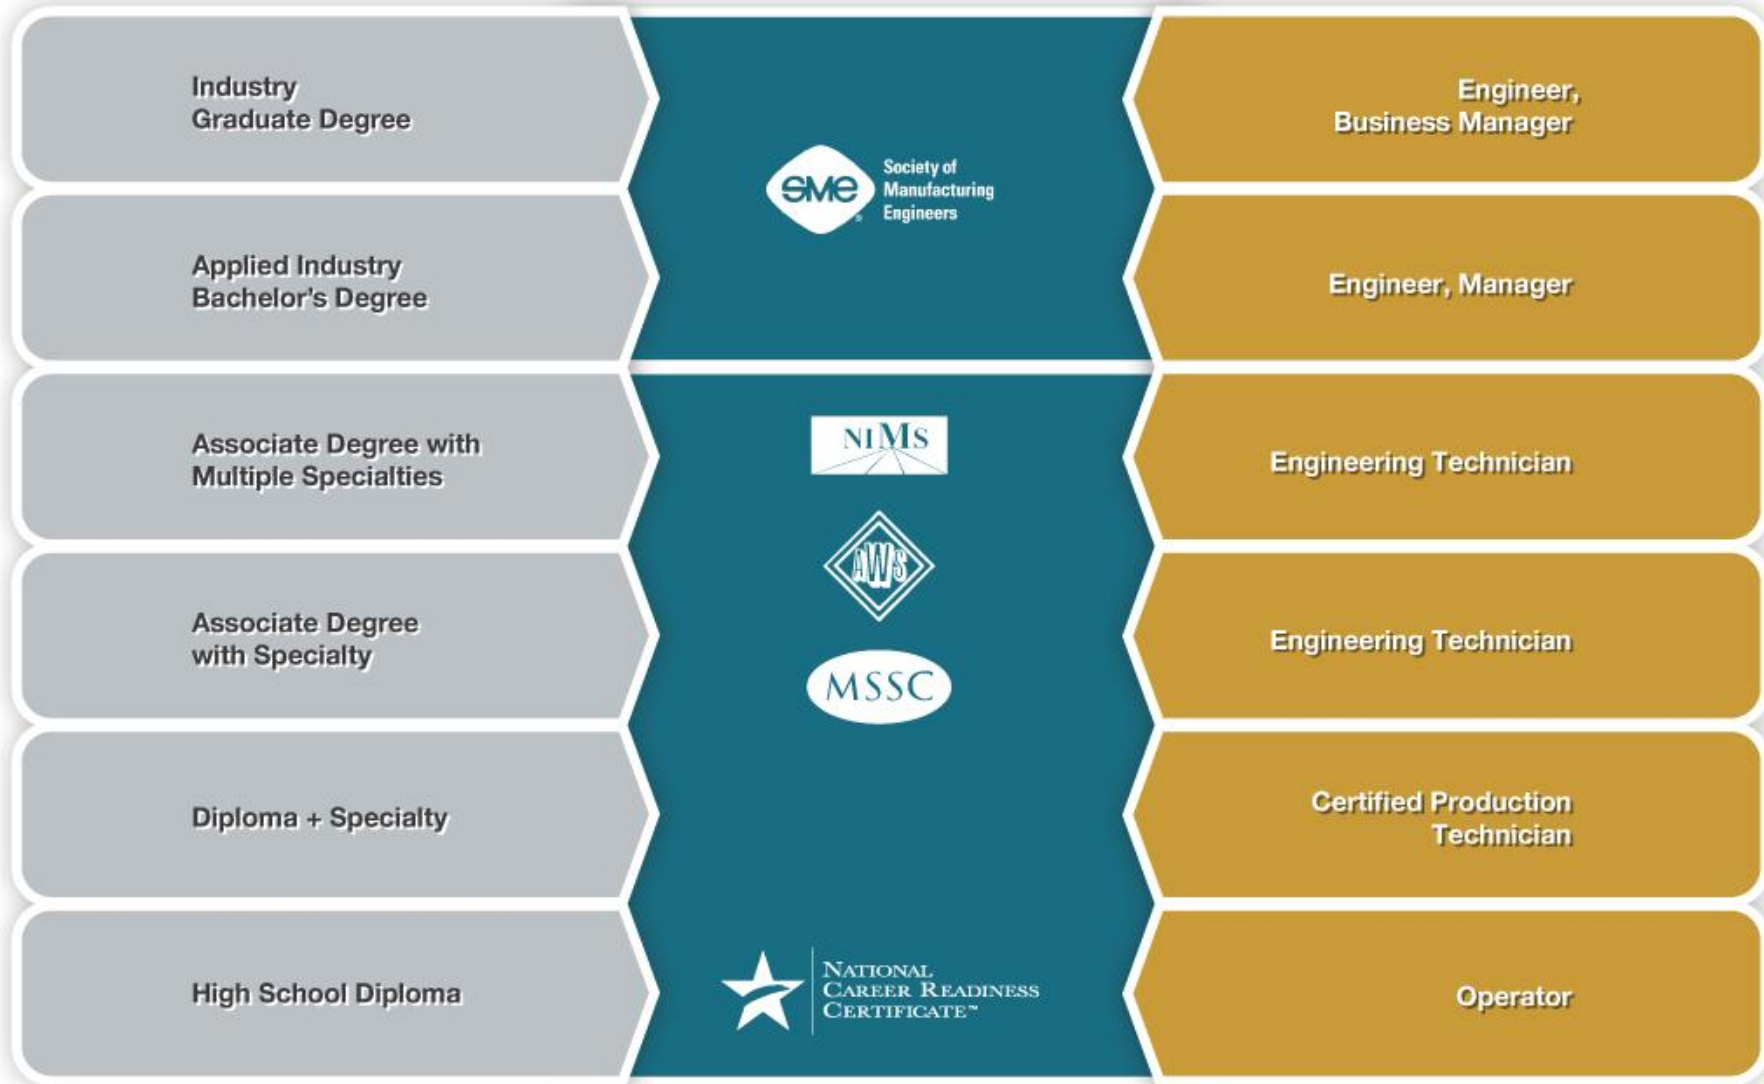 Industry
Graduate Degree
SME
®
Society of
Manufacturing
Engineers
Engineer,
Business Manager
Applied Industry
Bachelor's Degree
Engineer, Manager
Associate Degree with
Multiple Specialties
NIMS
Engineering Technician
AWS
Associate Degree
with Specialty
MSSC
Engineering Technician
Diploma + Specialty
Certified Production
Technician
High School Diploma
NATIONAL
CAREER READINESS
CERTIFICATE™
Operator